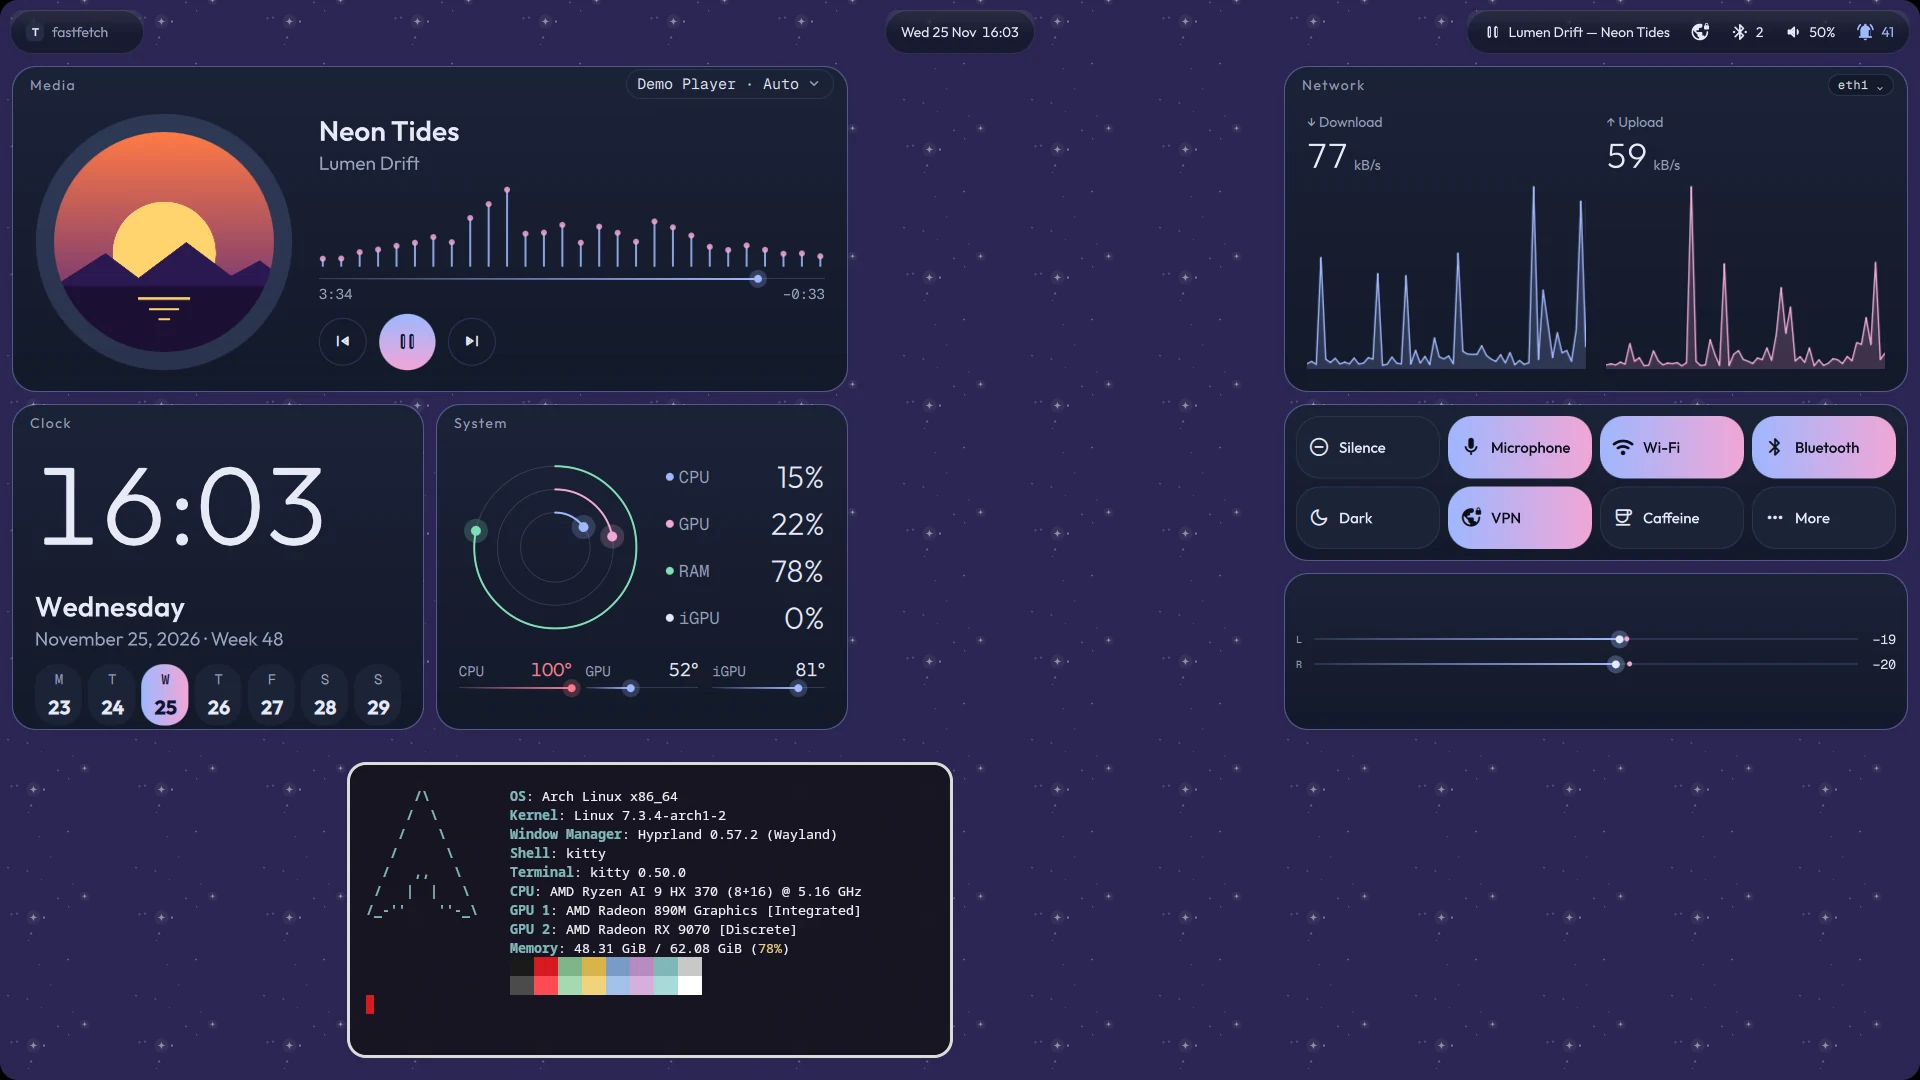 T fastfetch
Wed 25 Nov 16:03
Lumen Drift — Neon Tides
2
50%
41
Media
Demo Player · Auto
Neon Tides
Lumen Drift
3:34
-0:33
Network
eth1
↓ Download
77 kB/s
↑ Upload
59 kB/s
Clock
16:03
Wednesday
November 25, 2026 · Week 48
M T W T F S S
23 24 25 26 27 28 29
System
CPU 15%
GPU 22%
RAM 78%
iGPU 0%
CPU 100° GPU 52° iGPU 81°
Silence
Microphone
Wi-Fi
Bluetooth
Dark
VPN
Caffeine
More
L -19
R -20
OS: Arch Linux x86_64
Kernel: Linux 7.3.4-arch1-2
Window Manager: Hyprland 0.57.2 (Wayland)
Shell: kitty
Terminal: kitty 0.50.0
CPU: AMD Ryzen AI 9 HX 370 (8+16) @ 5.16 GHz
GPU 1: AMD Radeon 890M Graphics [Integrated]
GPU 2: AMD Radeon RX 9070 [Discrete]
Memory: 48.31 GiB / 62.08 GiB (78%)